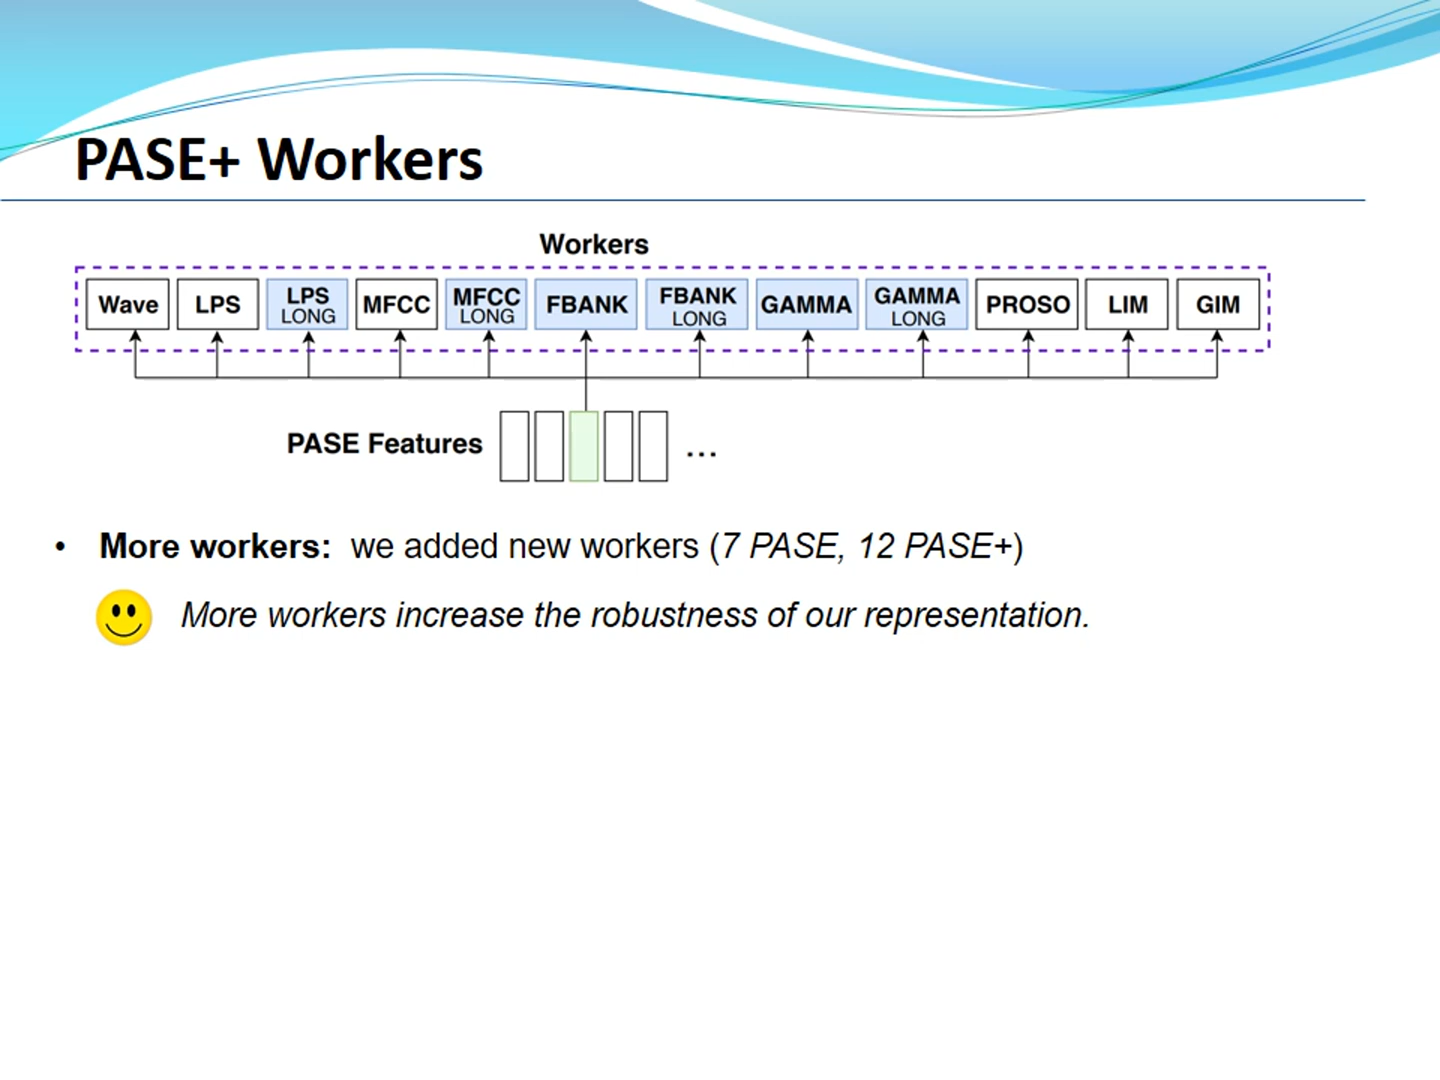 PASE+ Workers
Workers
Wave LPS LPS LONG MFCC MFCC LONG FBANK FBANK LONG GAMMA GAMMA LONG PROSO LIM GIM
PASE Features ...
• More workers: we added new workers (7 PASE, 12 PASE+)
More workers increase the robustness of our representation.